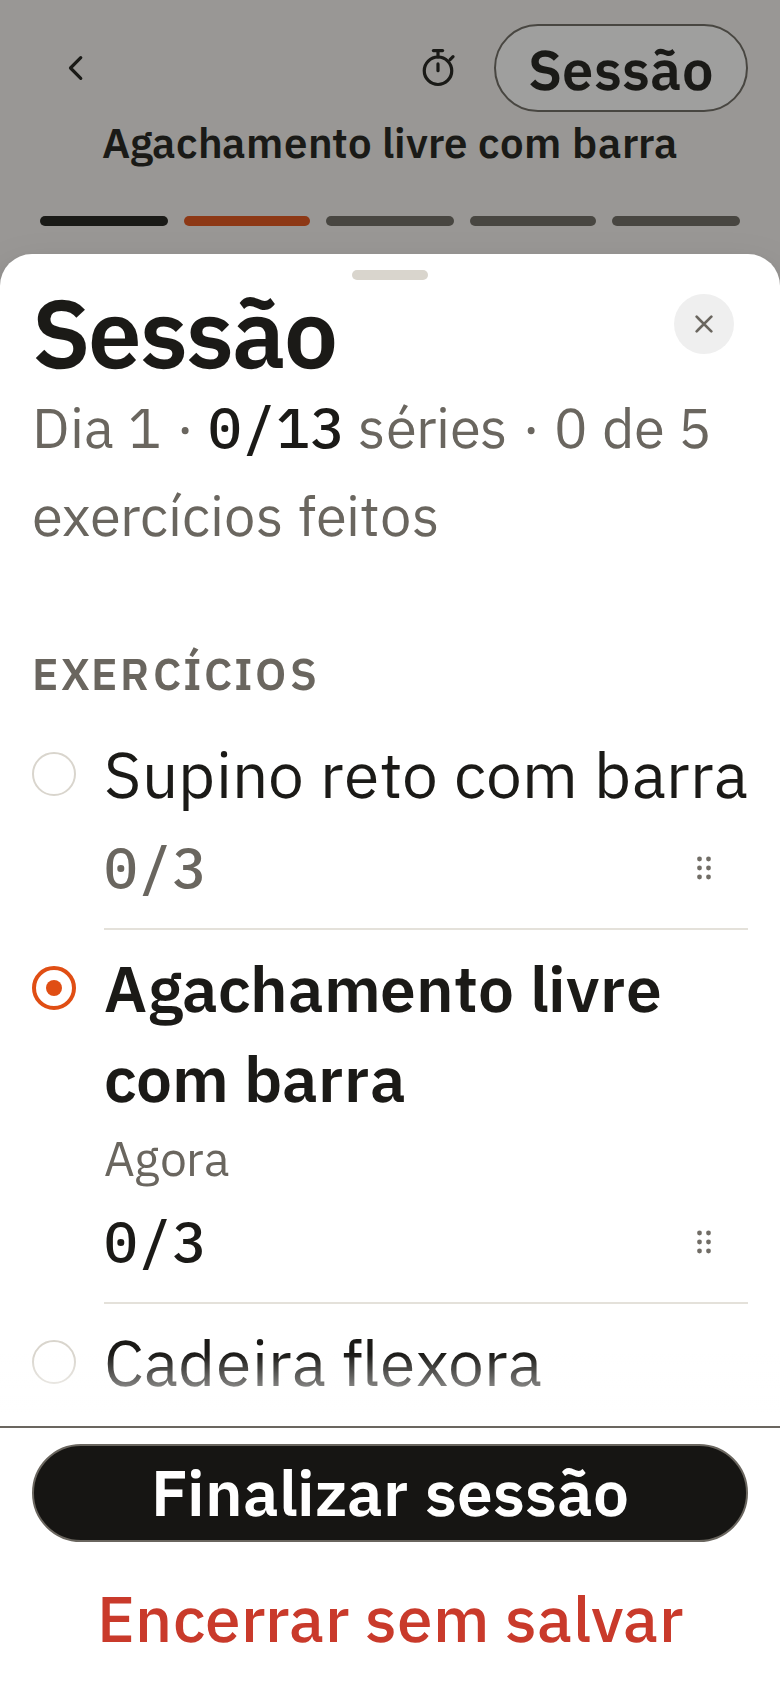 Sessão
Agachamento livre com barra
Sessão
Dia 1 · 0/13 séries · 0 de 5
exercícios feitos
EXERCÍCIOS
Supino reto com barra
0/3
Agachamento livre
com barra
Agora
0/3
Cadeira flexora
Finalizar sessão
Encerrar sem salvar